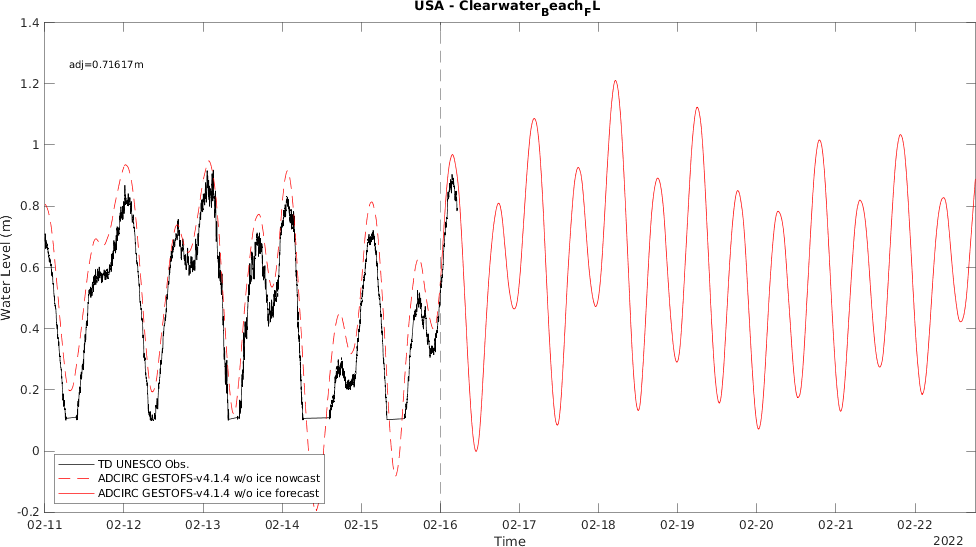 USA - Clearwater_Beach_FL
1.4
1.2
1
0.8
0.6
0.4
0.2
0
-0.2
Water Level (m)
adj=0.71617m
TD UNESCO Obs.
ADCIRC GESTOFS-v4.1.4 w/o ice nowcast
ADCIRC GESTOFS-v4.1.4 w/o ice forecast
02-11 02-12 02-13 02-14 02-15 02-16 02-17 02-18 02-19 02-20 02-21 02-22
Time
2022